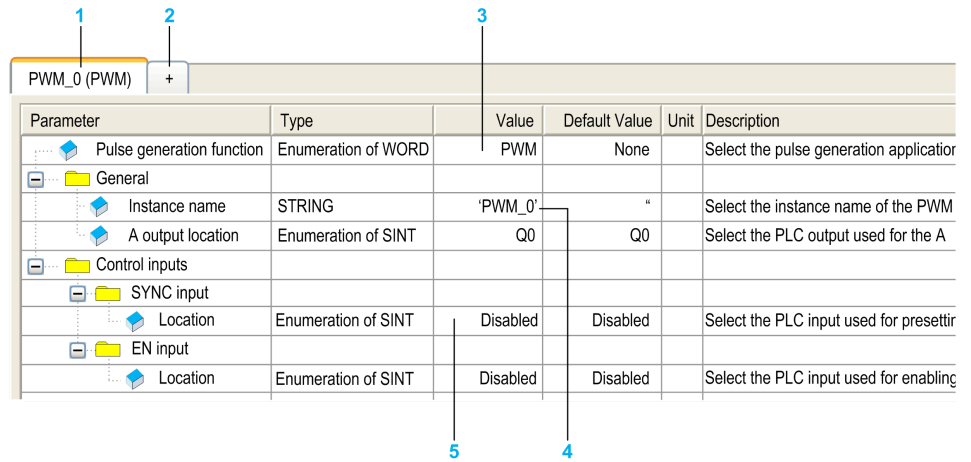 1 2 3
PWM_0 (PWM) +
Parameter Type Value Default Value Unit Description
Pulse generation function Enumeration of WORD PWM None Select the pulse generation application
General
Instance name STRING 'PWM_0' “ Select the instance name of the PWM
A output location Enumeration of SINT Q0 Q0 Select the PLC output used for the A
Control inputs
SYNC input
Location Enumeration of SINT Disabled Disabled Select the PLC input used for presettin
EN input
Location Enumeration of SINT Disabled Disabled Select the PLC input used for enabling
5 4